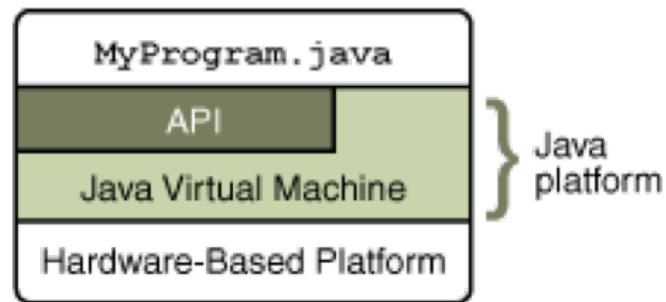 MyProgram.java
API
Java Virtual Machine
Hardware-Based Platform
Java
platform